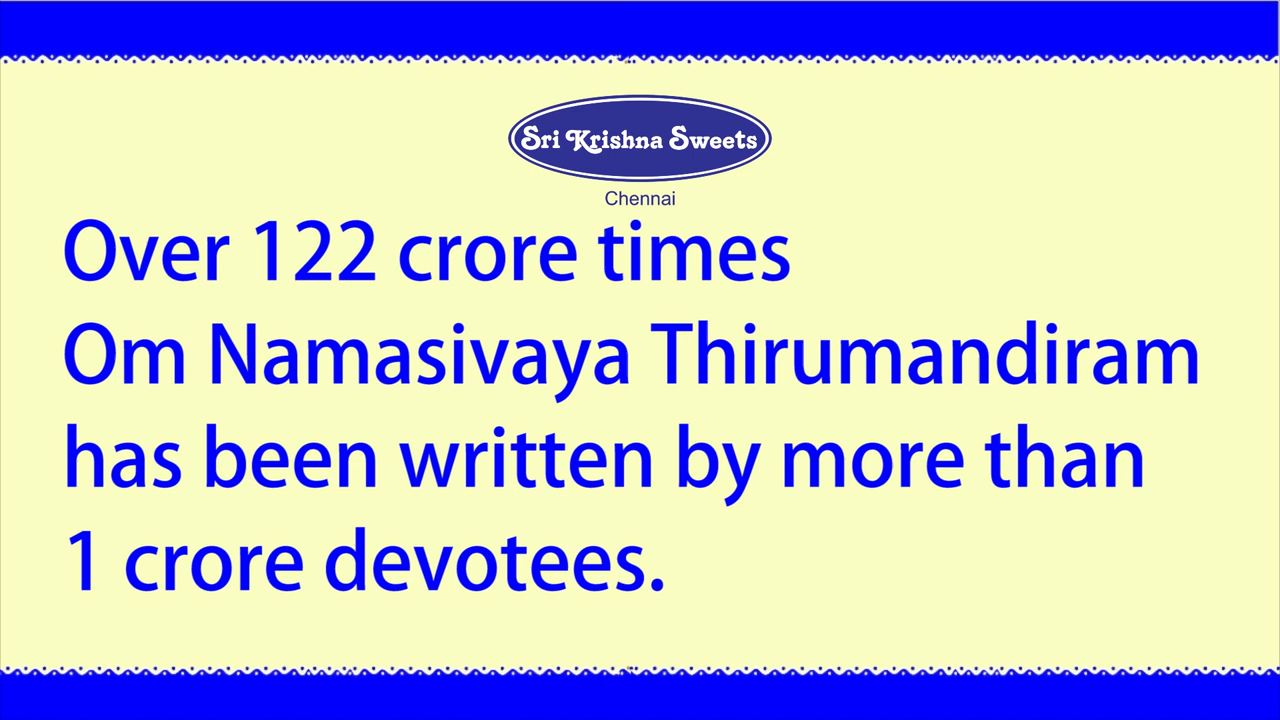 Sri Krishna Sweets
Chennai
Over 122 crore times
Om Namasivaya Thirumandiram
has been written by more than
1 crore devotees.